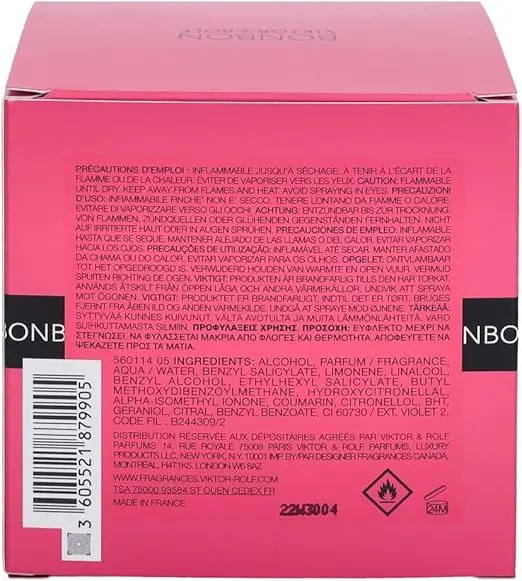 BONBON
VIKTOR&ROLF
PRÉCAUTIONS D'EMPLOI : INFLAMMABLE JUSQU'À SÉCHAGE. À TENIR À L'ÉCART DE LA
FLAMME OU DE LA CHALEUR. ÉVITER DE VAPORISER VERS LES YEUX. CAUTION: FLAMMABLE
UNTIL DRY. KEEP AWAY FROM FLAMES AND HEAT. AVOID SPRAYING IN EYES. PRECAUZIONI
D'USO: INFIAMMABILE FINCHE' NON E' SECCO. TENERE LONTANO DA FIAMME O CALORE.
EVITARE DI VAPORIZZARE VERSO GLI OCCHI ACHTUNG: ENTZÜNDBAR BIS ZUR TROCKNUNG.
VON FLAMMEN, ZÜNDQUELLEN ODER GLÜHENDEN GEGENSTÄNDEN FERNHALTEN. NICHT
AUF IRRITIERTE HAUT ODER IN AUGEN SPRÜHEN. PRECAUCIONES DE EMPLEO: INFLAMABLE
HASTA QUE SE SEQUE. MANTENER ALEJADO DE LAS LLAMAS O DEL CALOR. EVITAR VAPORIZAR
HACIA LOS OJOS. PRECAUÇÕES DE UTILIZAÇÃO: INFLAMÁVEL ATÉ SECAR. MANTER AFASTADO
DA CHAMA OU DO CALOR. EVITAR VAPORIZAR PARA OS OLHOS. OPGELET: ONTVLAMBAAR
TOT HET OPGEDROOGD IS. VERWIJDERD HOUDEN VAN WARMTE EN OPEN VUUR. VERMIJD
SPUITEN RICHTING DE OGEN. VIKTIGT: PRODUKTEN ÄR BRANDFARLIGT TILLS DEN HAR TORKAT.
ANVÄNDS ÅTSKILT FRÅN ÖPPEN LÅGA OCH ANDRA VÄRMEKÄLLOR. UNDVIK ATT SPRAYA
MOT ÖGONEN. VIGTIGT: PRODUKTET ER BRANDFARLIGT, INDTIL DET ER TØRT. BRUGES
FJERNT FRA ÅBEN ILD OG ANDEN VARMEKILDE. UNDGÅ AT SPRAYE MOD ØJNENE. TÄRKEÄÄ:
SYTTYVÄÄ KUNNES KUIVUNUT. VÄLTÄ AVOTULTA JA MUITA LÄMMÖNLÄHTEITÄ. VARO
SUIHKUTTAMASTA SILMIIN. ΠΡΟΦΥΛΑΞΕΙΣ ΧΡΗΣΗΣ. ΠΡΟΣΟΧΗ: ΕΥΦΛΕΚΤΟ ΜΕΧΡΙ ΝΑ
ΣΤΕΓΝΩΣΕΙ. ΝΑ ΦΥΛΑΣΣΕΤΑΙ ΜΑΚΡΙΑ ΑΠΟ ΦΛΟΓΕΣ ΚΑΙ ΘΕΡΜΟΤΗΤΑ. ΑΠΟΦΕΥΓΕΤΕ ΝΑ
ΨΕΚΑΖΕΤΕ ΠΡΟΣ ΤΑ ΜΑΤΙΑ.
BONB
NBON
560114 05 INGREDIENTS: ALCOHOL, PARFUM / FRAGRANCE,
AQUA / WATER, BENZYL SALICYLATE, LIMONENE, LINALOOL,
BENZYL ALCOHOL, ETHYLHEXYL SALICYLATE, BUTYL
METHOXYDIBENZOYLMETHANE, HYDROXYCITRONELLAL,
ALPHA-ISOMETHYL IONONE, COUMARIN, CITRONELLOL, BHT,
GERANIOL, CITRAL, BENZYL BENZOATE, CI 60730 / EXT. VIOLET 2.
CODE FIL : B244309/2
DISTRIBUTION RÉSERVÉE AUX DÉPOSITAIRES AGRÉÉS PAR VIKTOR & ROLF
PARFUMS 14, RUE ROYALE 75008 PARIS VIKTOR & ROLF PARFUMS, LUXURY
PRODUCTS LLC, NEW YORK, N.Y. 10001 IMP. BY/PAR DESIGNER FRAGRANCES CANADA,
MONTRÉAL, H4T1K5. LONDON W6 8AZ
WWW.FRAGRANCES.VIKTOR-ROLF.COM
TSA 75000 93584 ST OUEN CEDEX FR
MADE IN FRANCE
22W3004
24M
3 605521 879905